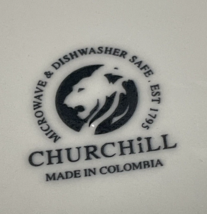 MICROWAVE & DISHWASHER SAFE . EST 1795
CHURCHiLL
MADE IN COLOMBIA